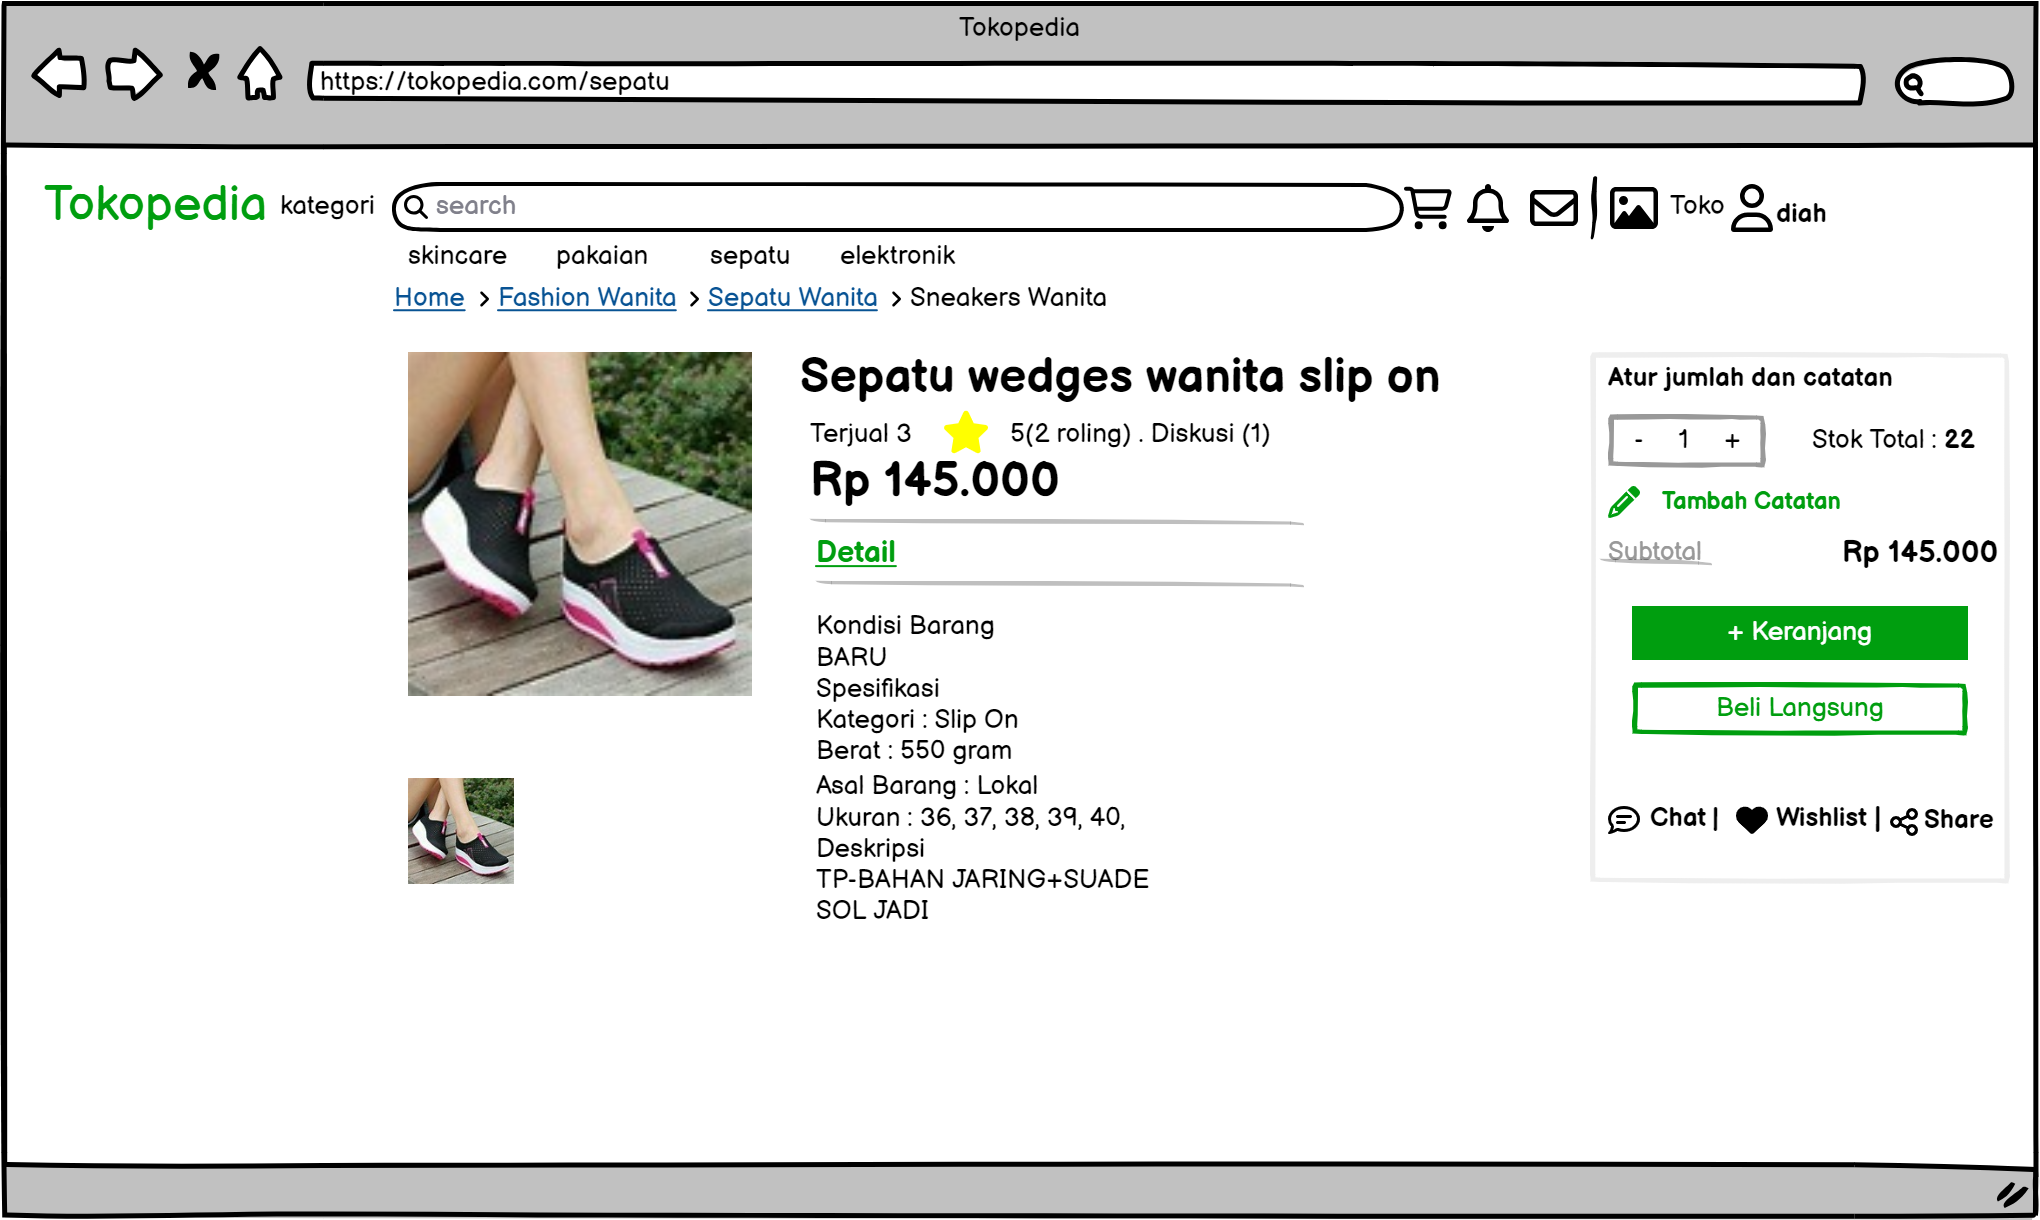 Tokopedia
https://tokopedia.com/sepatu
Tokopedia kategori search Toko diah
skincare pakaian sepatu elektronik
Home > Fashion Wanita > Sepatu Wanita > Sneakers Wanita
Sepatu wedges wanita slip on
Terjual 3 5(2 roling) . Diskusi (1)
Rp 145.000
Detail
Kondisi Barang
BARU
Spesifikasi
Kategori : Slip On
Berat : 550 gram
Asal Barang : Lokal
Ukuran : 36, 37, 38, 39, 40,
Deskripsi
TP-BAHAN JARING+SUADE
SOL JADI
Atur jumlah dan catatan
- 1 + Stok Total : 22
Tambah Catatan
Subtotal Rp 145.000
+ Keranjang
Beli Langsung
Chat | Wishlist | Share